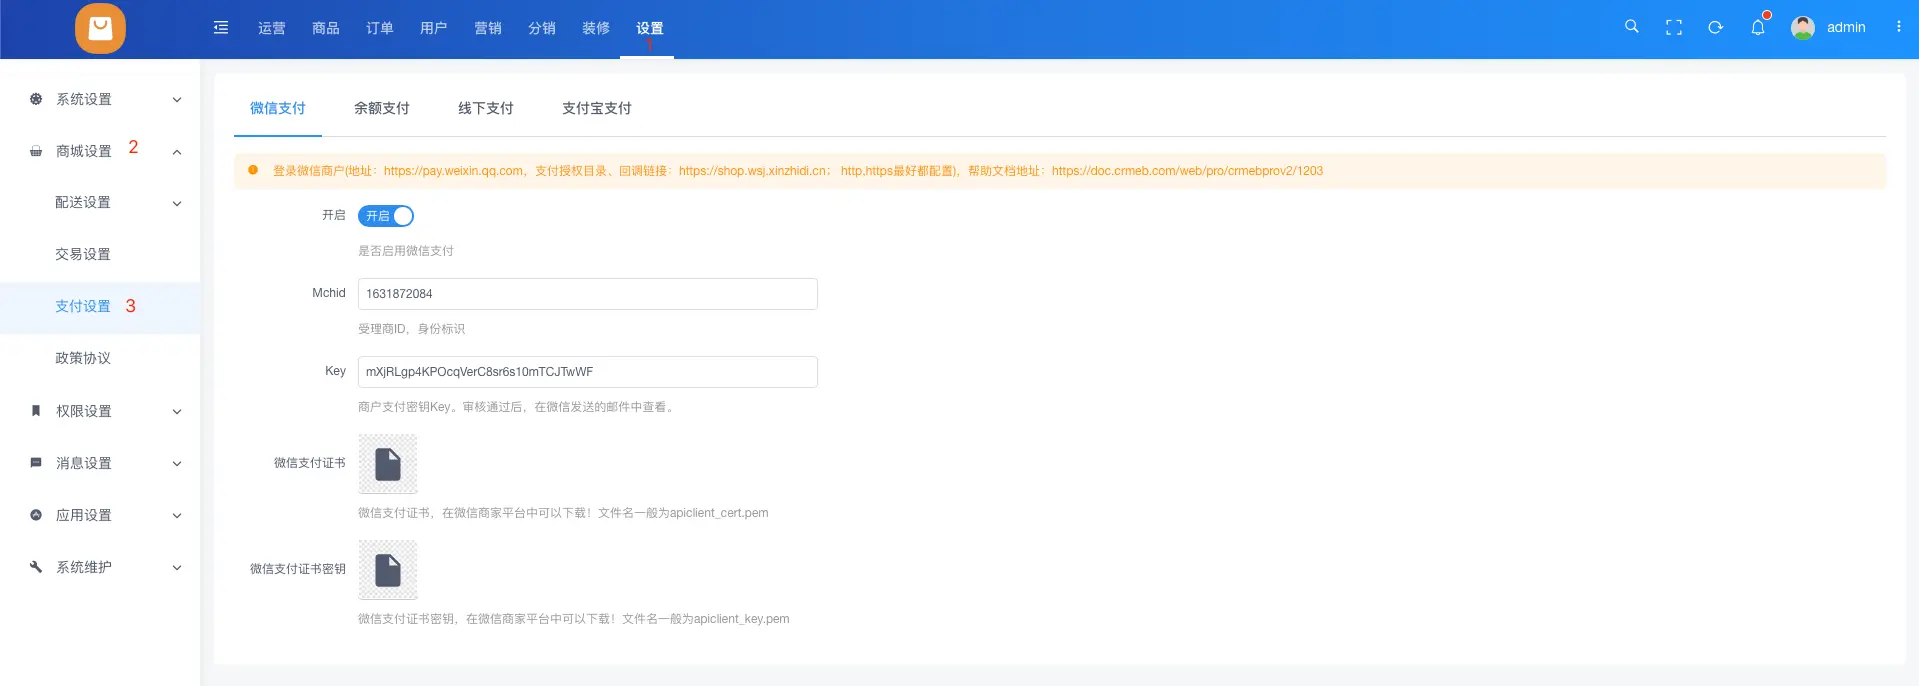 运营 商品 订单 用户 营销 分销 装修 设置 admin
1
系统设置
商城设置 2
配送设置
交易设置
支付设置 3
政策协议
权限设置
消息设置
应用设置
系统维护
微信支付 余额支付 线下支付 支付宝支付
登录微信商户(地址：https://pay.weixin.qq.com，支付授权目录、回调链接：https://shop.wsj.xinzhidi.cn； http,https最好都配置)，帮助文档地址：https://doc.crmeb.com/web/pro/crmebprov2/1203
开启 开启
是否启用微信支付
Mchid 1631872084
受理商ID，身份标识
Key mXjRLgp4KPOcqVerC8sr6s10mTCJTwWF
商户支付密钥Key。审核通过后，在微信发送的邮件中查看。
微信支付证书
微信支付证书，在微信商家平台中可以下载！文件名一般为apiclient_cert.pem
微信支付证书密钥
微信支付证书密钥，在微信商家平台中可以下载！文件名一般为apiclient_key.pem